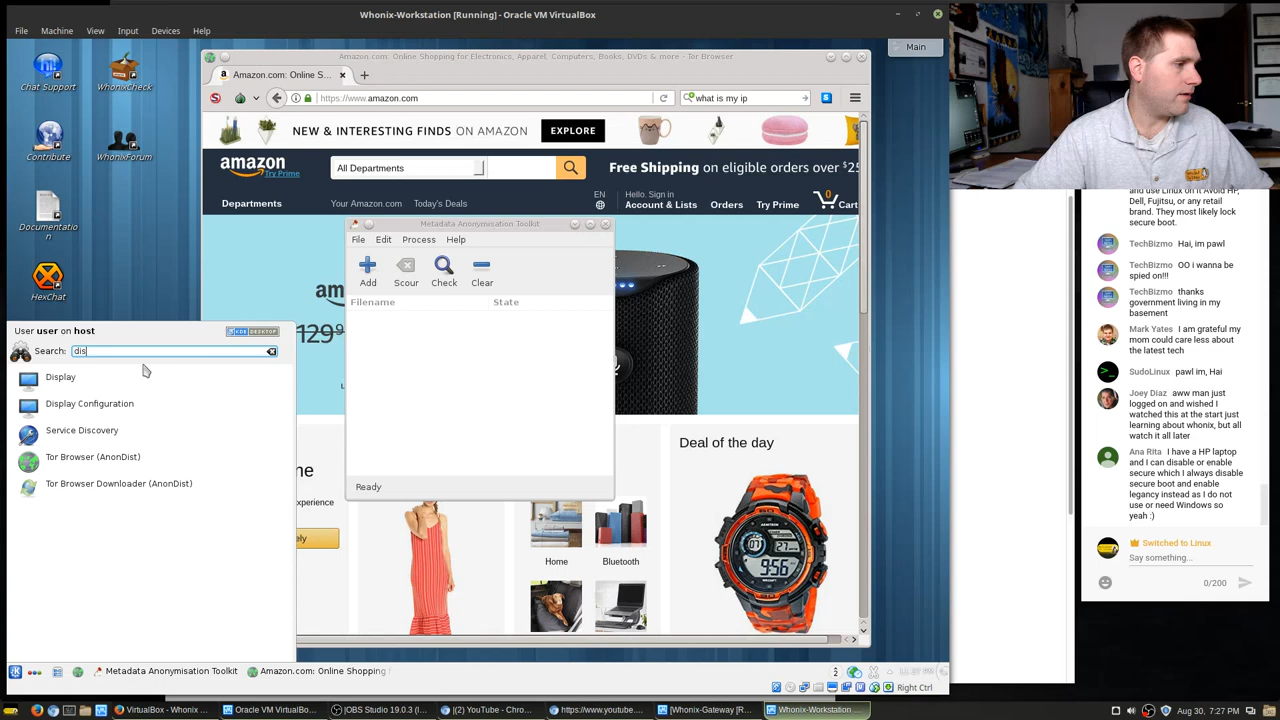 Whonix-Workstation [Running] - Oracle VM VirtualBox
File Machine View Input Devices Help
Chat Support
WhonixCheck
Contribute
WhonixForum
Documentatio
n
HexChat
Main
Amazon.com: Online Shopping for Electronics, Apparel, Computers, Books, DVDs & more - Tor Browser
Amazon.com: Online S...
https://www.amazon.com
what is my ip
NEW & INTERESTING FINDS ON AMAZON EXPLORE
amazon
Try Prime
All Departments
Free Shipping on eligible orders over $25
Departments Your Amazon.com Today's Deals
EN
Hello. Sign in
Account & Lists Orders Try Prime
0
Cart
Metadata Anonymisation Toolkit
File Edit Process Help
Add Scour Check Clear
Filename State
Ready
129
Deal of the day
Home
Bluetooth
User user on host
KDE DESKTOP
Search: dis
Display
Display Configuration
Service Discovery
Tor Browser (AnonDist)
Tor Browser Downloader (AnonDist)
Metadata Anonymisation Toolkit
Amazon.com: Online Shopping f
2
Right Ctrl
and use Linux on it Avoid HP,
Dell, Fujitsu, or any retail
brand. They most likely lock
secure boot.
TechBizmo Hai, im pawl
TechBizmo OO i wanna be
spied on!!!
TechBizmo thanks
government living in my
basement
Mark Yates I am grateful my
mom could care less about
the latest tech
SudoLinux pawl im, Hai
Joey Diaz aww man just
logged on and wished I
watched this at the start just
learning about whonix, but all
watch it all later
Ana Rita I have a HP laptop
and I can disable or enable
secure which I always disable
secure boot and enable
legancy instead as I do not
use or need Windows so
yeah :)
Switched to Linux
Say something...
0/200
VirtualBox - Whonix ...
Oracle VM VirtualBox ...
[OBS Studio 19.0.3 (l...
((2) YouTube - Chro...
https://www.youtube...
[Whonix-Gateway [R...
Whonix-Workstation ...
Aug 30, 7:27 PM